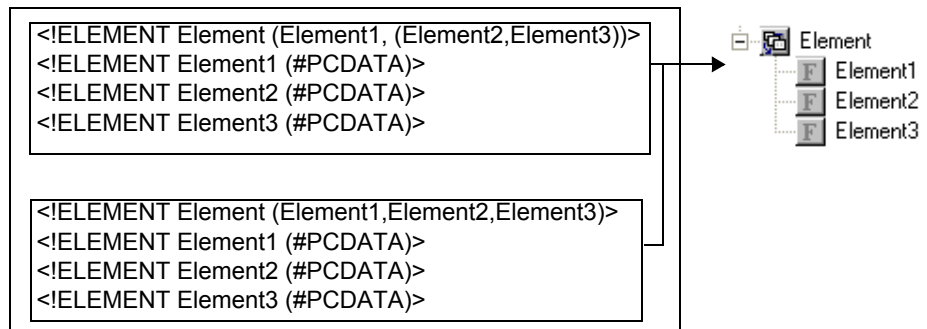 <!ELEMENT Element (Element1, (Element2,Element3))>
<!ELEMENT Element1 (#PCDATA)>
<!ELEMENT Element2 (#PCDATA)>
<!ELEMENT Element3 (#PCDATA)>
<!ELEMENT Element (Element1,Element2,Element3)>
<!ELEMENT Element1 (#PCDATA)>
<!ELEMENT Element2 (#PCDATA)>
<!ELEMENT Element3 (#PCDATA)>
Element
F Element1
F Element2
F Element3